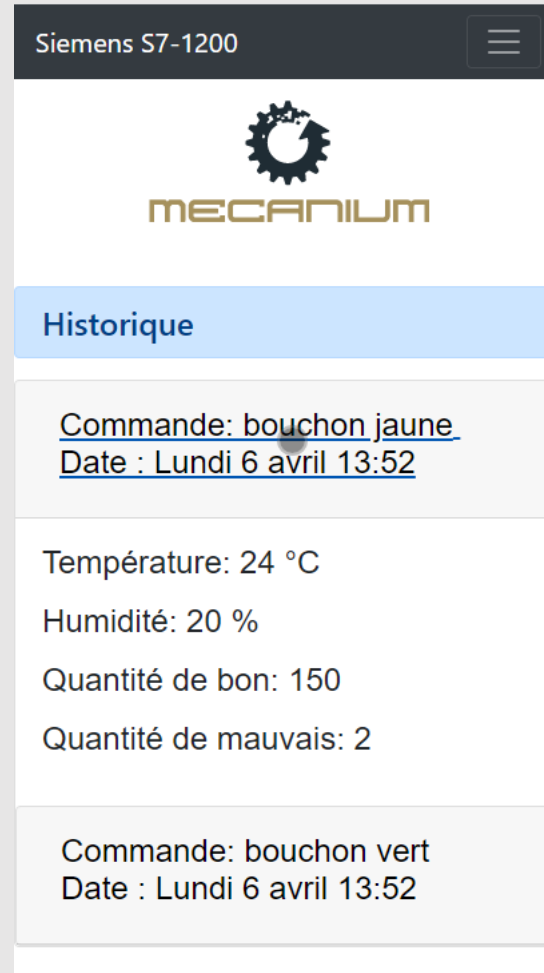 Siemens S7-1200
MECANIUM
Historique
Commande: bouchon jaune
Date : Lundi 6 avril 13:52
Température: 24 °C
Humidité: 20 %
Quantité de bon: 150
Quantité de mauvais: 2
Commande: bouchon vert
Date : Lundi 6 avril 13:52